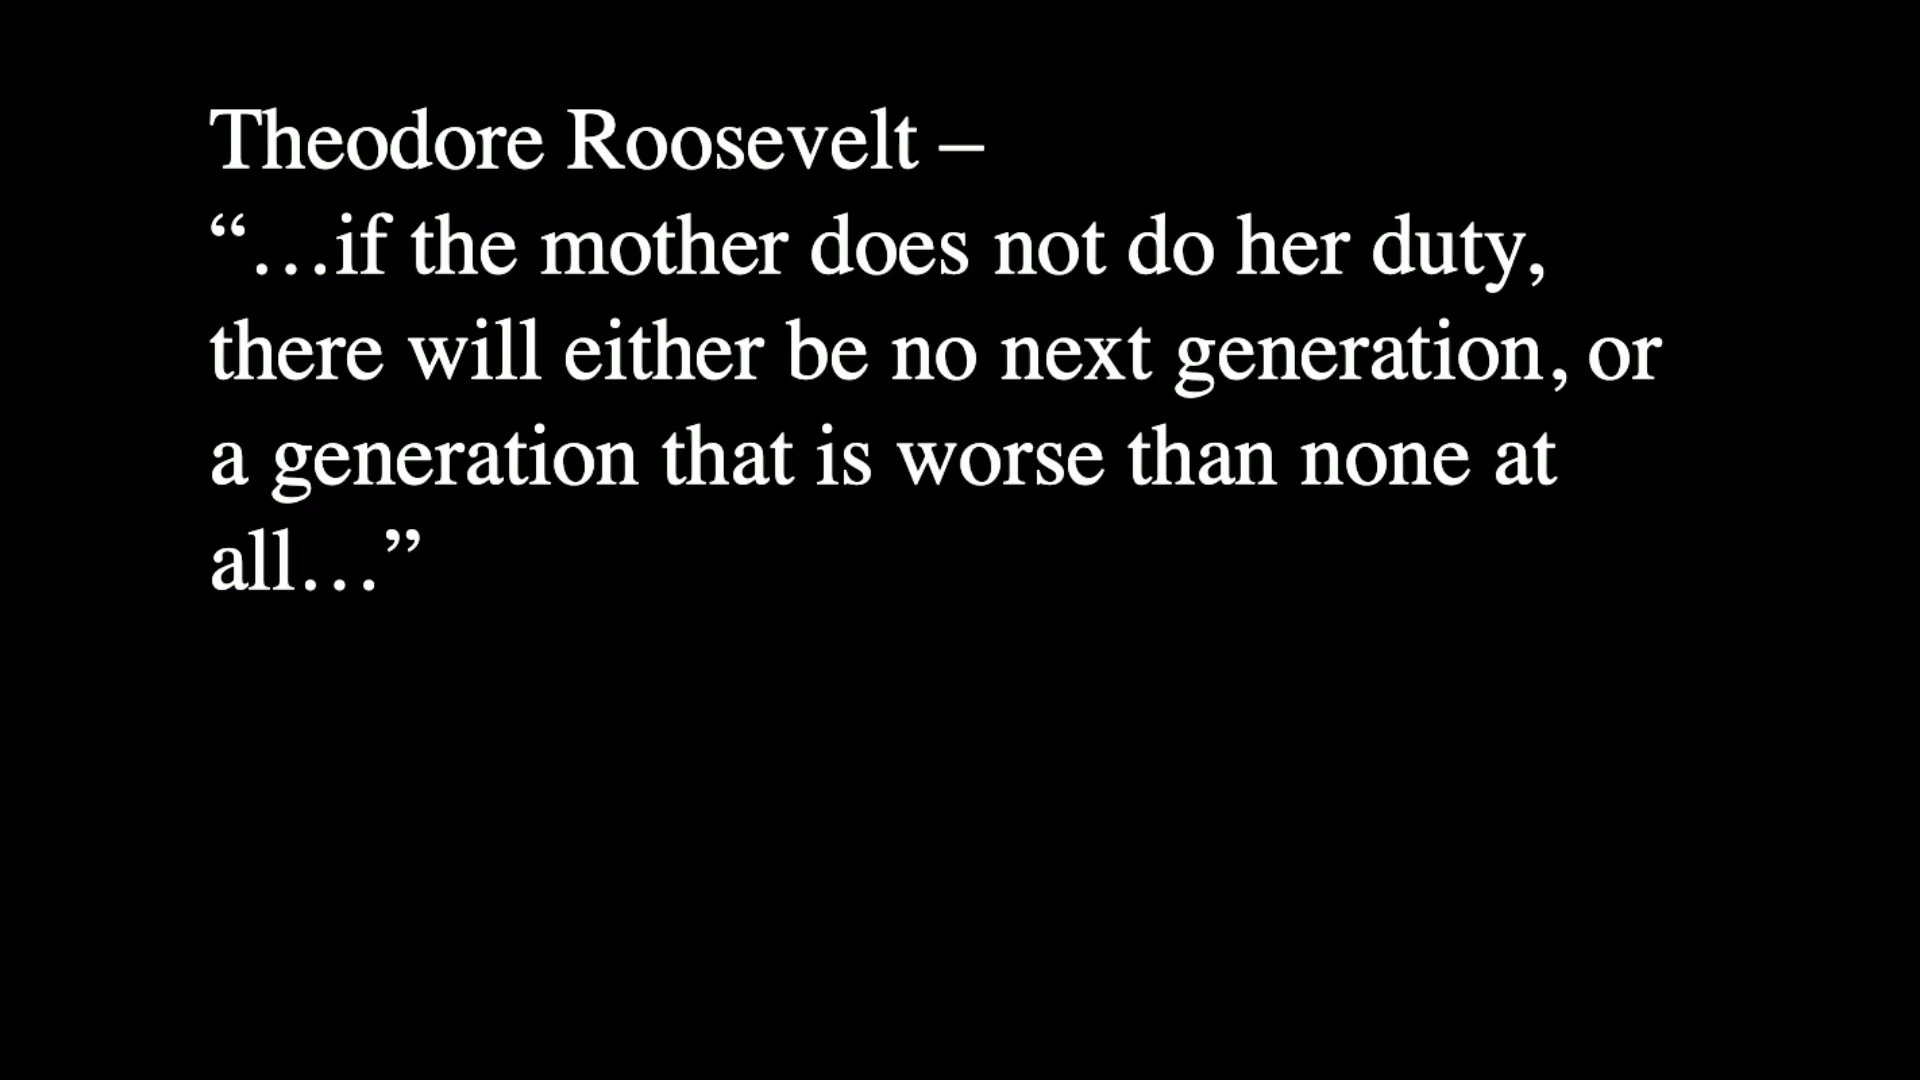 Theodore Roosevelt –
“…if the mother does not do her duty,
there will either be no next generation, or
a generation that is worse than none at
all…”